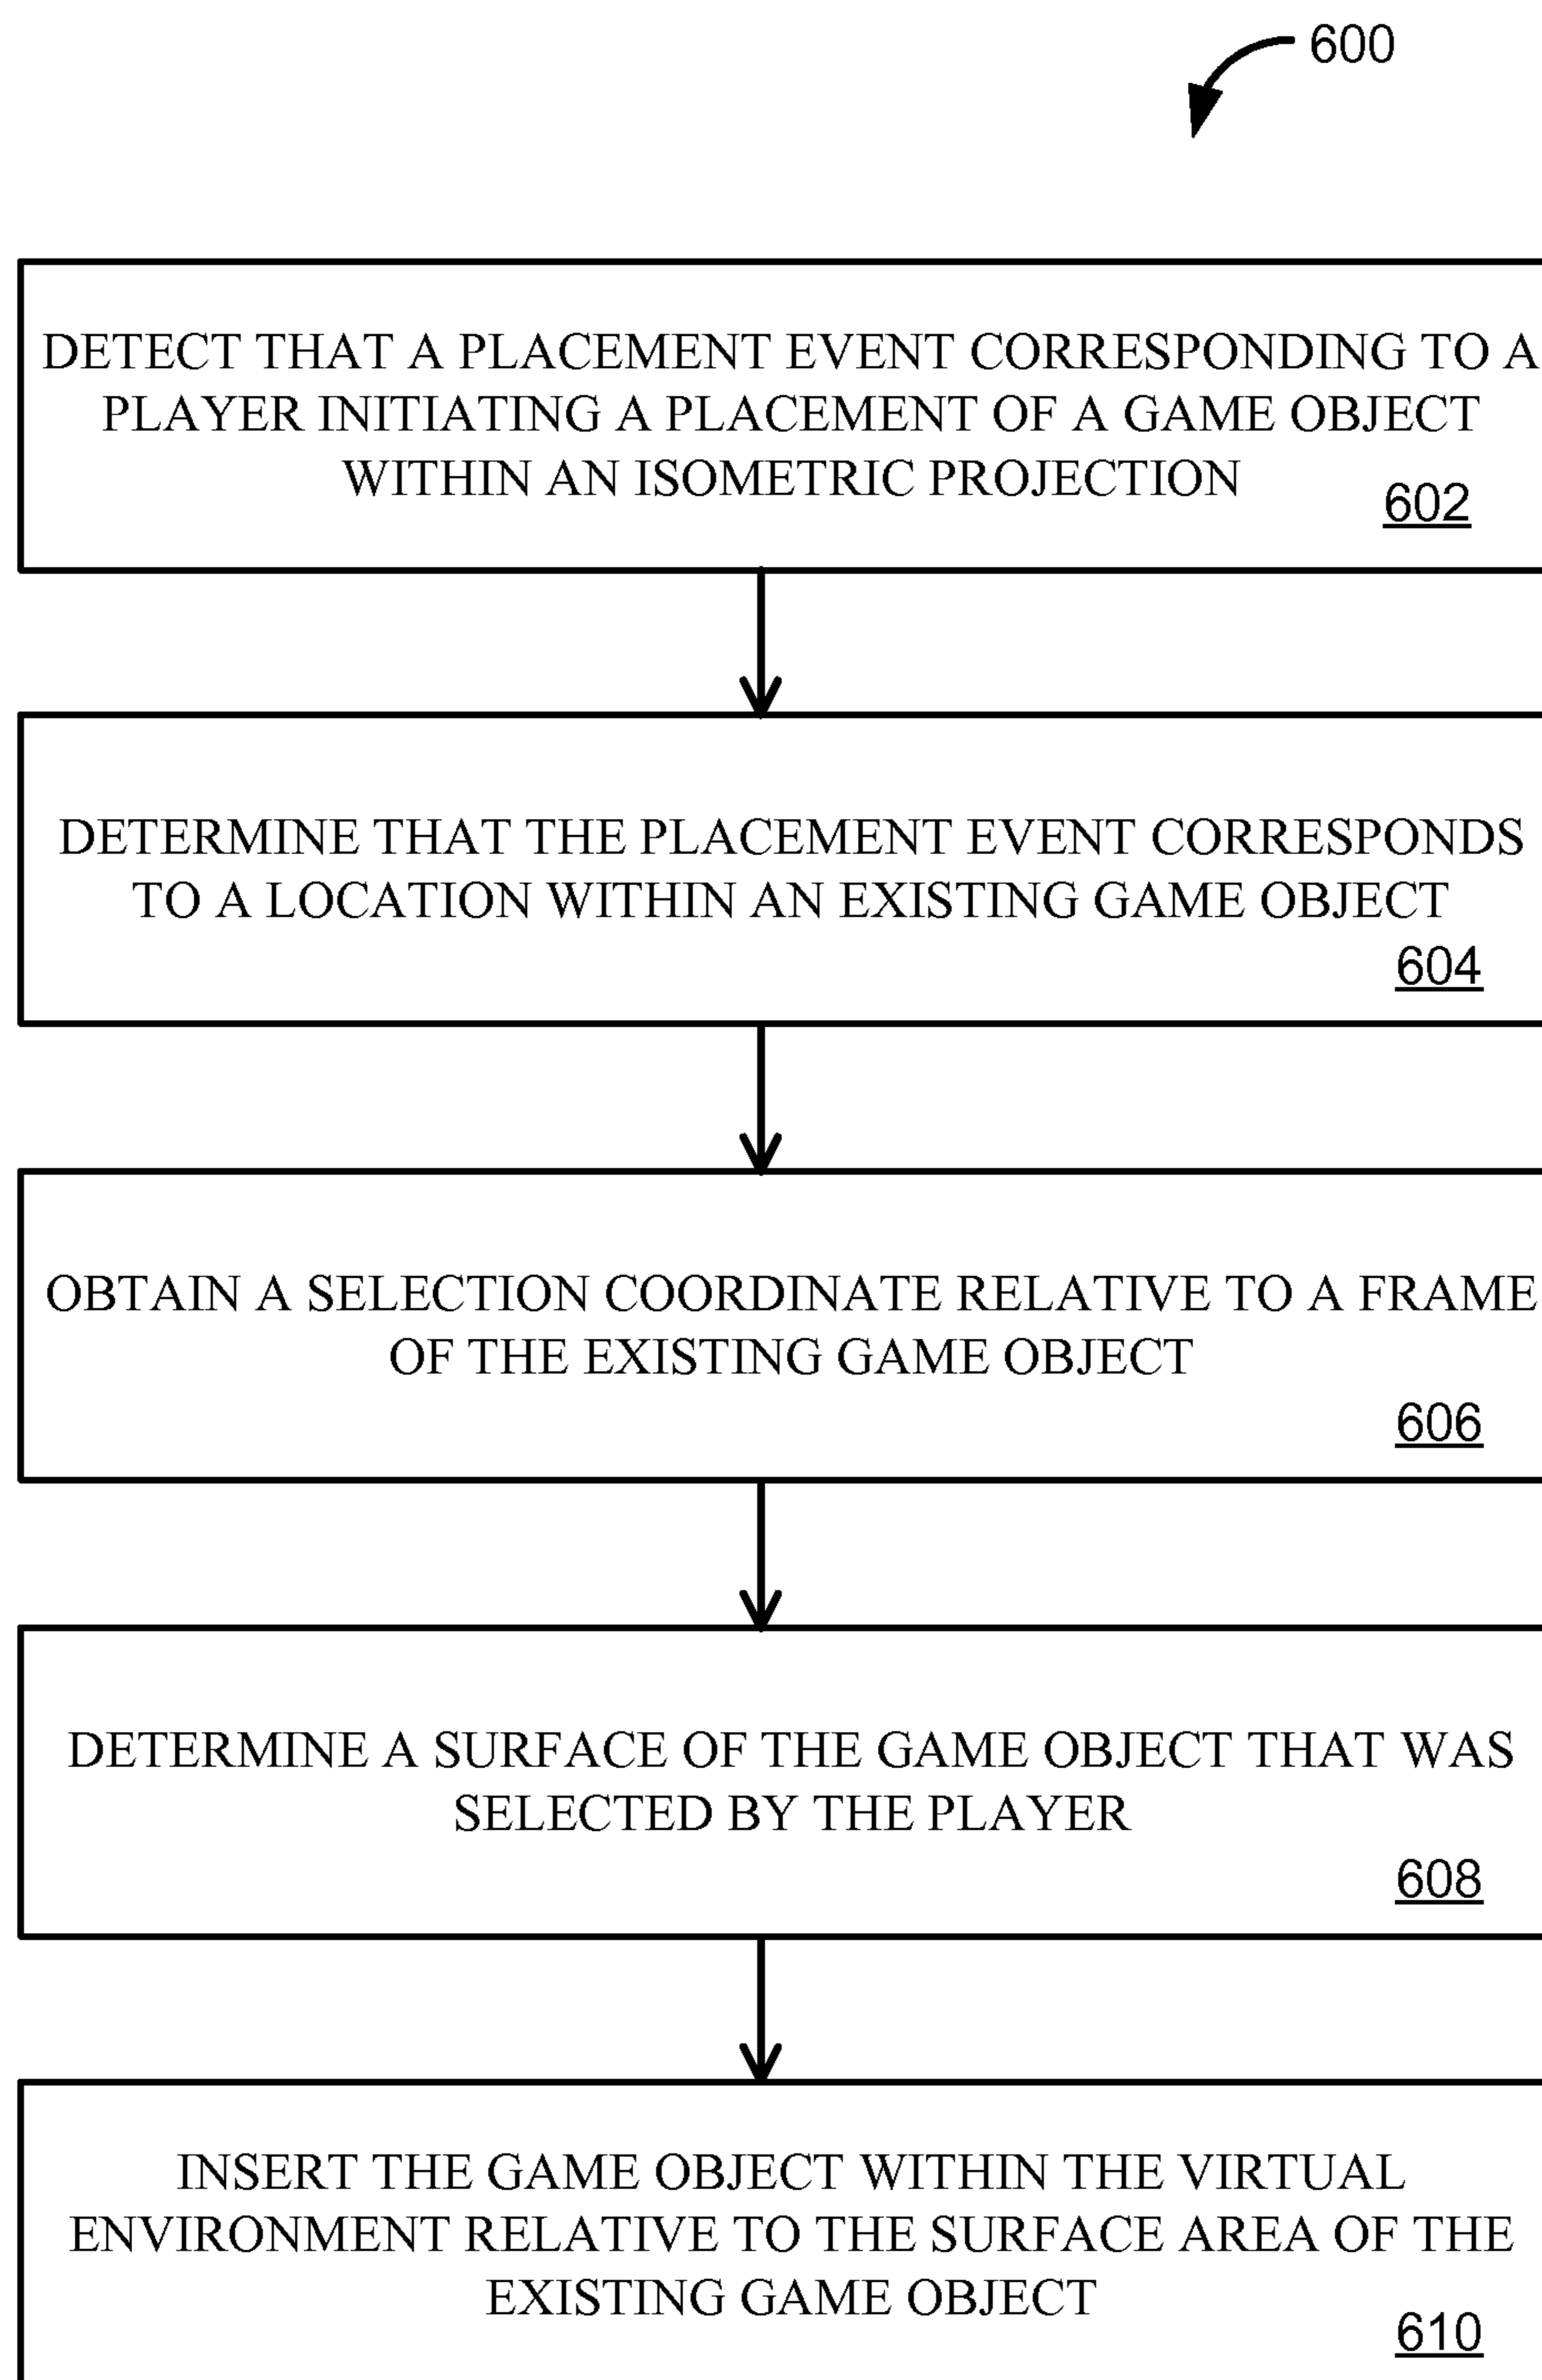 600
DETECT THAT A PLACEMENT EVENT CORRESPONDING TO A
PLAYER INITIATING A PLACEMENT OF A GAME OBJECT
WITHIN AN ISOMETRIC PROJECTION
602
DETERMINE THAT THE PLACEMENT EVENT CORRESPONDS
TO A LOCATION WITHIN AN EXISTING GAME OBJECT
604
OBTAIN A SELECTION COORDINATE RELATIVE TO A FRAME
OF THE EXISTING GAME OBJECT
606
DETERMINE A SURFACE OF THE GAME OBJECT THAT WAS
SELECTED BY THE PLAYER
608
INSERT THE GAME OBJECT WITHIN THE VIRTUAL
ENVIRONMENT RELATIVE TO THE SURFACE AREA OF THE
EXISTING GAME OBJECT
610